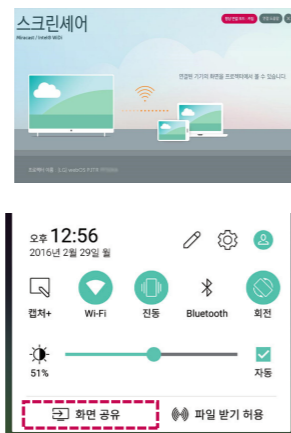 스크린셰어
Miracast / Intel® WiDi
연결된 기기의 화면을 프로젝터에서 볼 수 있습니다
오후 12:56
2016년 2월 29일 월
캡처+ Wi-Fi 진동 Bluetooth 회전
51% 자동
화면 공유 파일 받기 허용